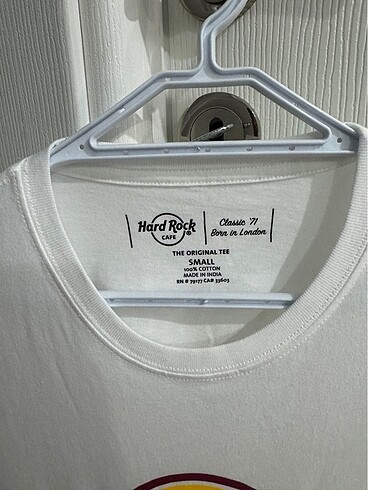 Hard Rock
CAFE
®
Classic '71
Born in London
THE ORIGINAL TEE
SMALL
100% COTTON
MADE IN INDIA
RN # 79177 CA# 33603